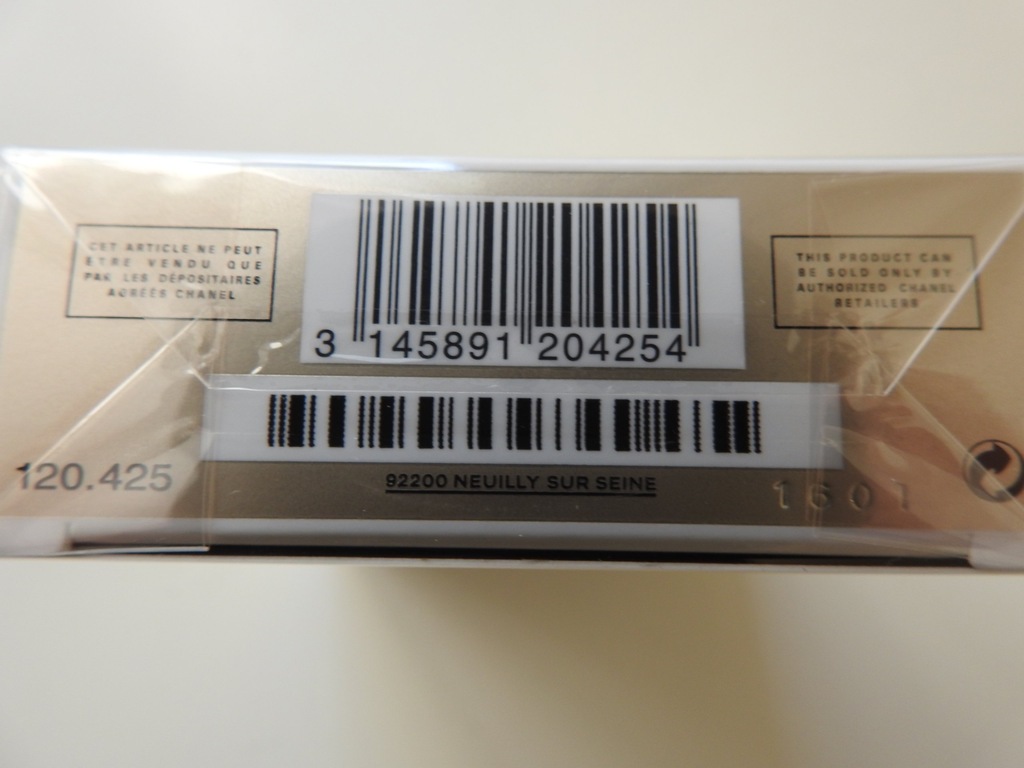 CET ARTICLE NE PEUT
ETRE VENDU QUE
PAR LES DÉPOSITAIRES
AGRÉÉS CHANEL
3 145891 204254
THIS PRODUCT CAN
BE SOLD ONLY BY
AUTHORIZED CHANEL
RETAILERS
120.425
92200 NEUILLY SUR SEINE
1601